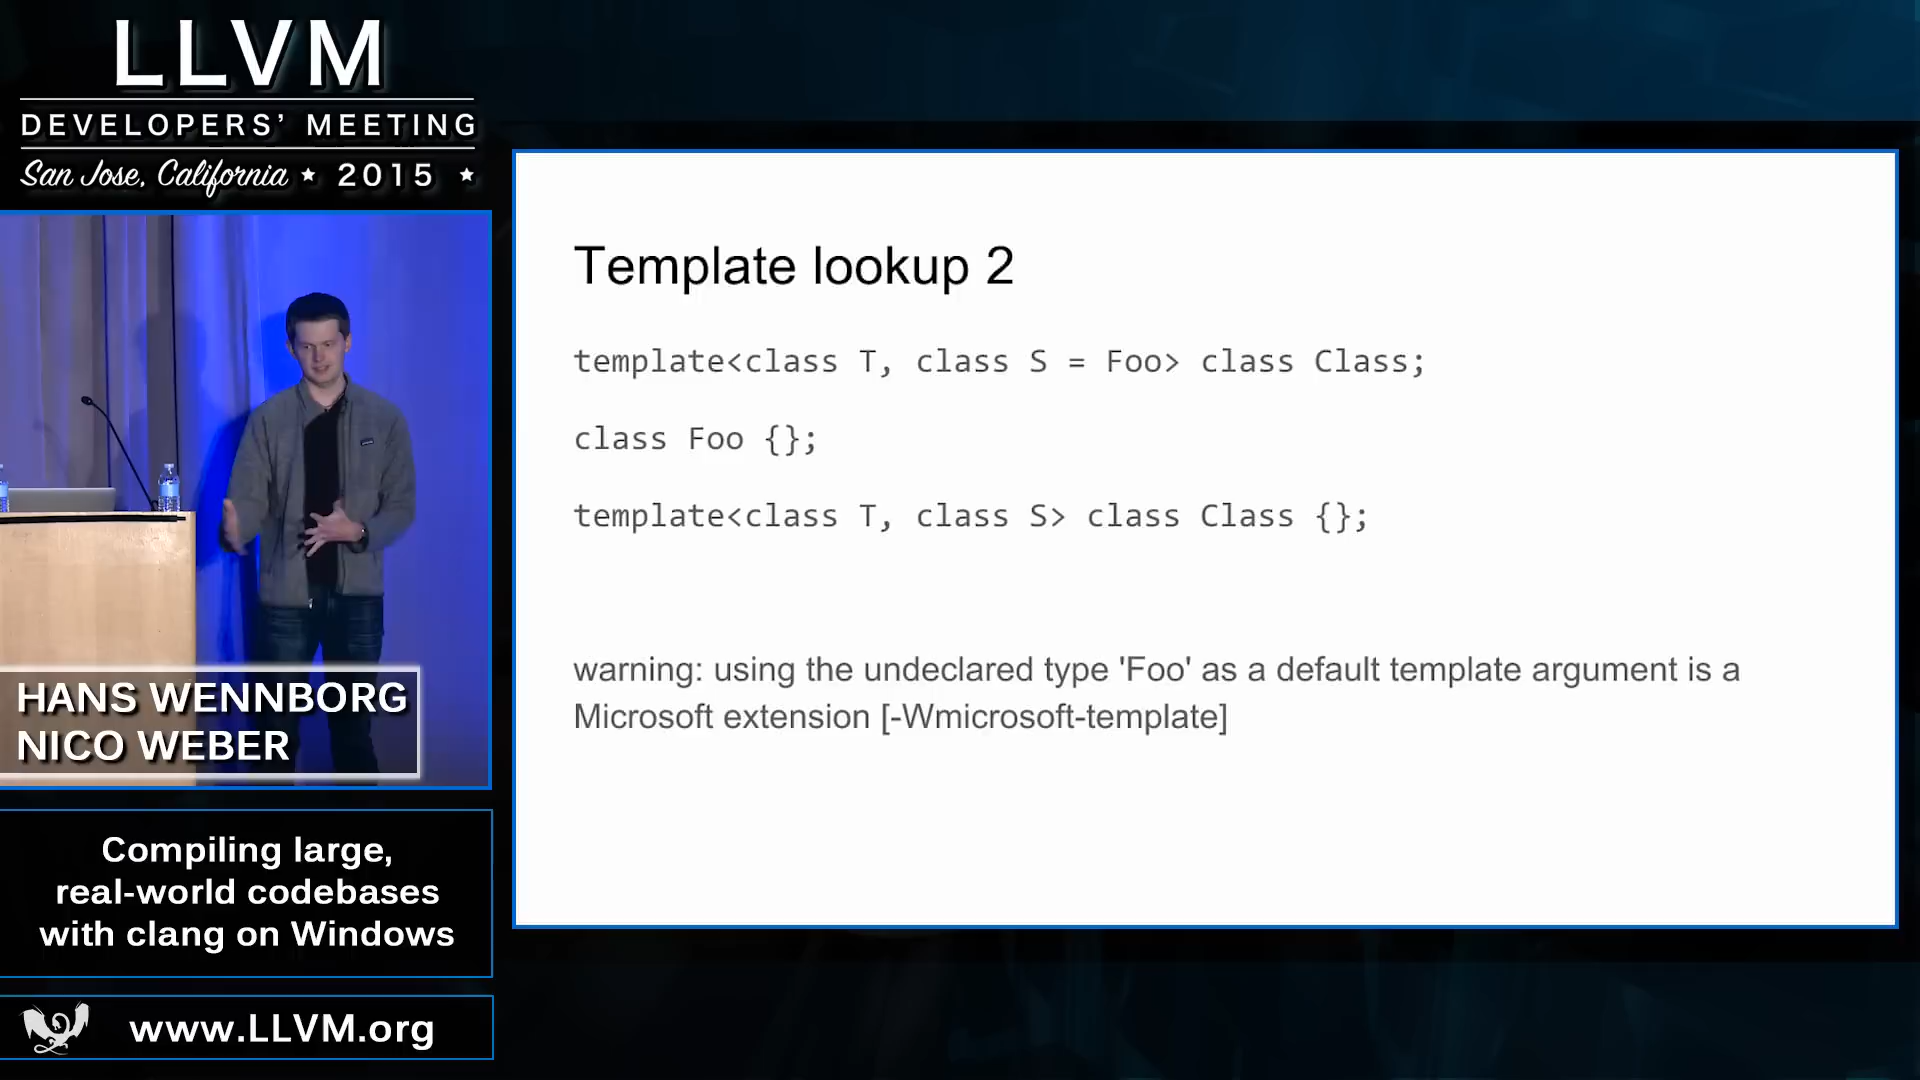 LLVM
DEVELOPERS' MEETING
San Jose, California ★ 2015 ★
HANS WENNBORG
NICO WEBER
Compiling large,
real-world codebases
with clang on Windows
www.LLVM.org
Template lookup 2
template<class T, class S = Foo> class Class;
class Foo {};
template<class T, class S> class Class {};
warning: using the undeclared type 'Foo' as a default template argument is a
Microsoft extension [-Wmicrosoft-template]